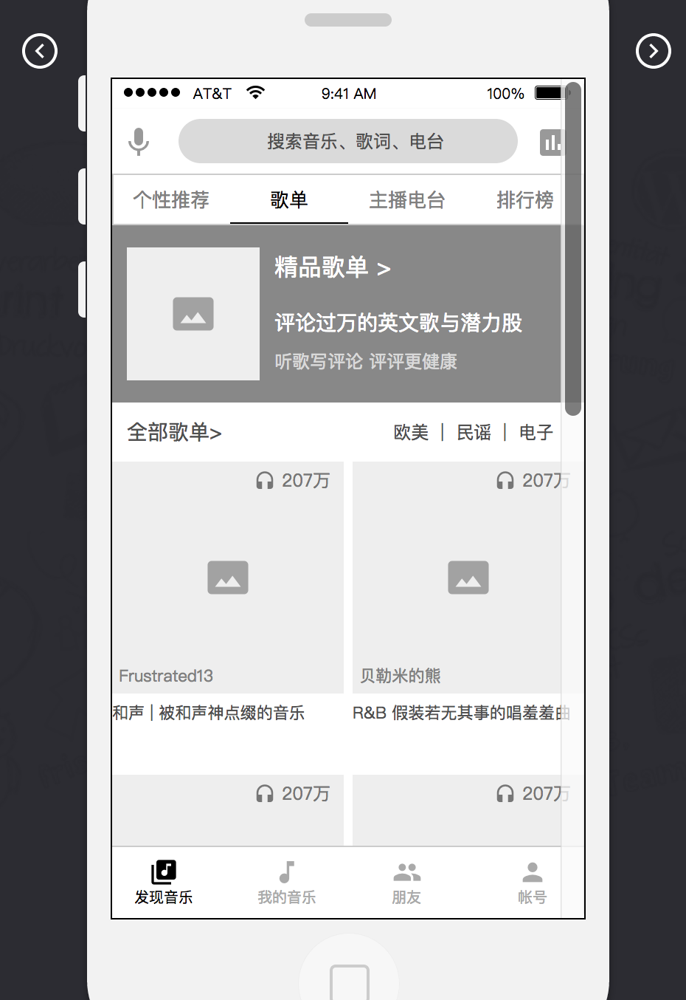 AT&T 9:41 AM 100%
搜索音乐、歌词、电台
个性推荐 歌单 主播电台 排行榜
精品歌单 >
评论过万的英文歌与潜力股
听歌写评论 评评更健康
全部歌单> 欧美 | 民谣 | 电子
207万 207万
Frustrated13 贝勒米的熊
和声 | 被和声神点缀的音乐 R&B 假装若无其事的唱羞羞曲
207万 207万
发现音乐 我的音乐 朋友 帐号